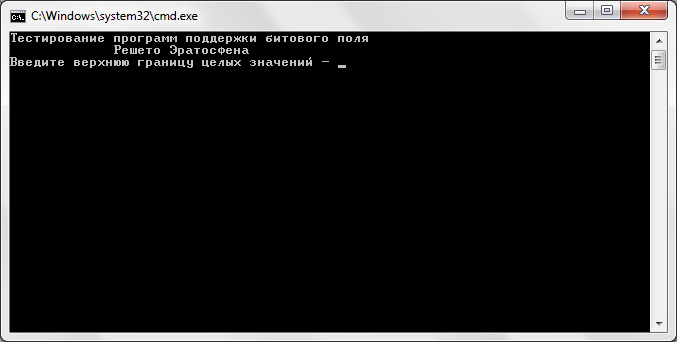 C:\Windows\system32\cmd.exe
Тестирование программ поддержки битового поля
Решето Эратосфена
Введите верхнюю границу целых значений - _